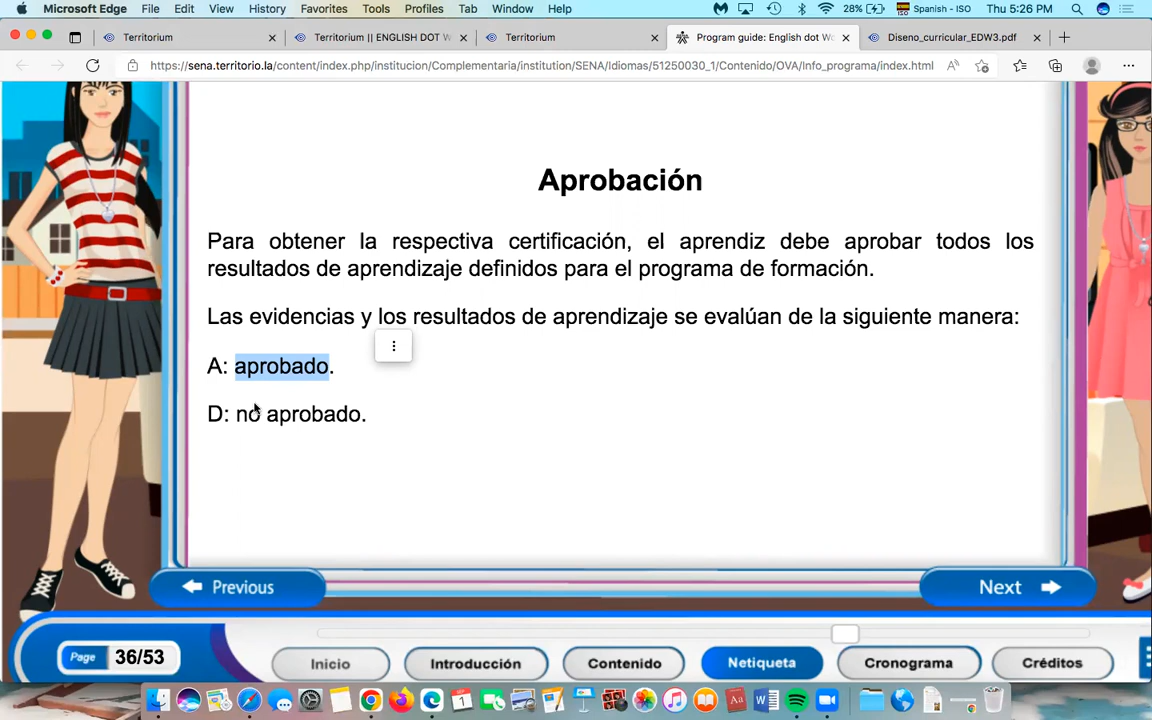 Microsoft Edge File Edit View History Favorites Tools Profiles Tab Window Help 28% Spanish - ISO Thu 5:26 PM
Territorium Territorium || ENGLISH DOT W Territorium Program guide: English dot Wo Diseno_curricular_EDW3.pdf
https://sena.territorio.la/content/index.php/institucion/Complementaria/institution/SENA/Idiomas/51250030_1/Contenido/OVA/Info_programa/index.html
Aprobación
Para obtener la respectiva certificación, el aprendiz debe aprobar todos los
resultados de aprendizaje definidos para el programa de formación.
Las evidencias y los resultados de aprendizaje se evalúan de la siguiente manera:
A: aprobado.
D: no aprobado.
Previous Next
Page 36/53
Inicio Introducción Contenido Netiqueta Cronograma Créditos